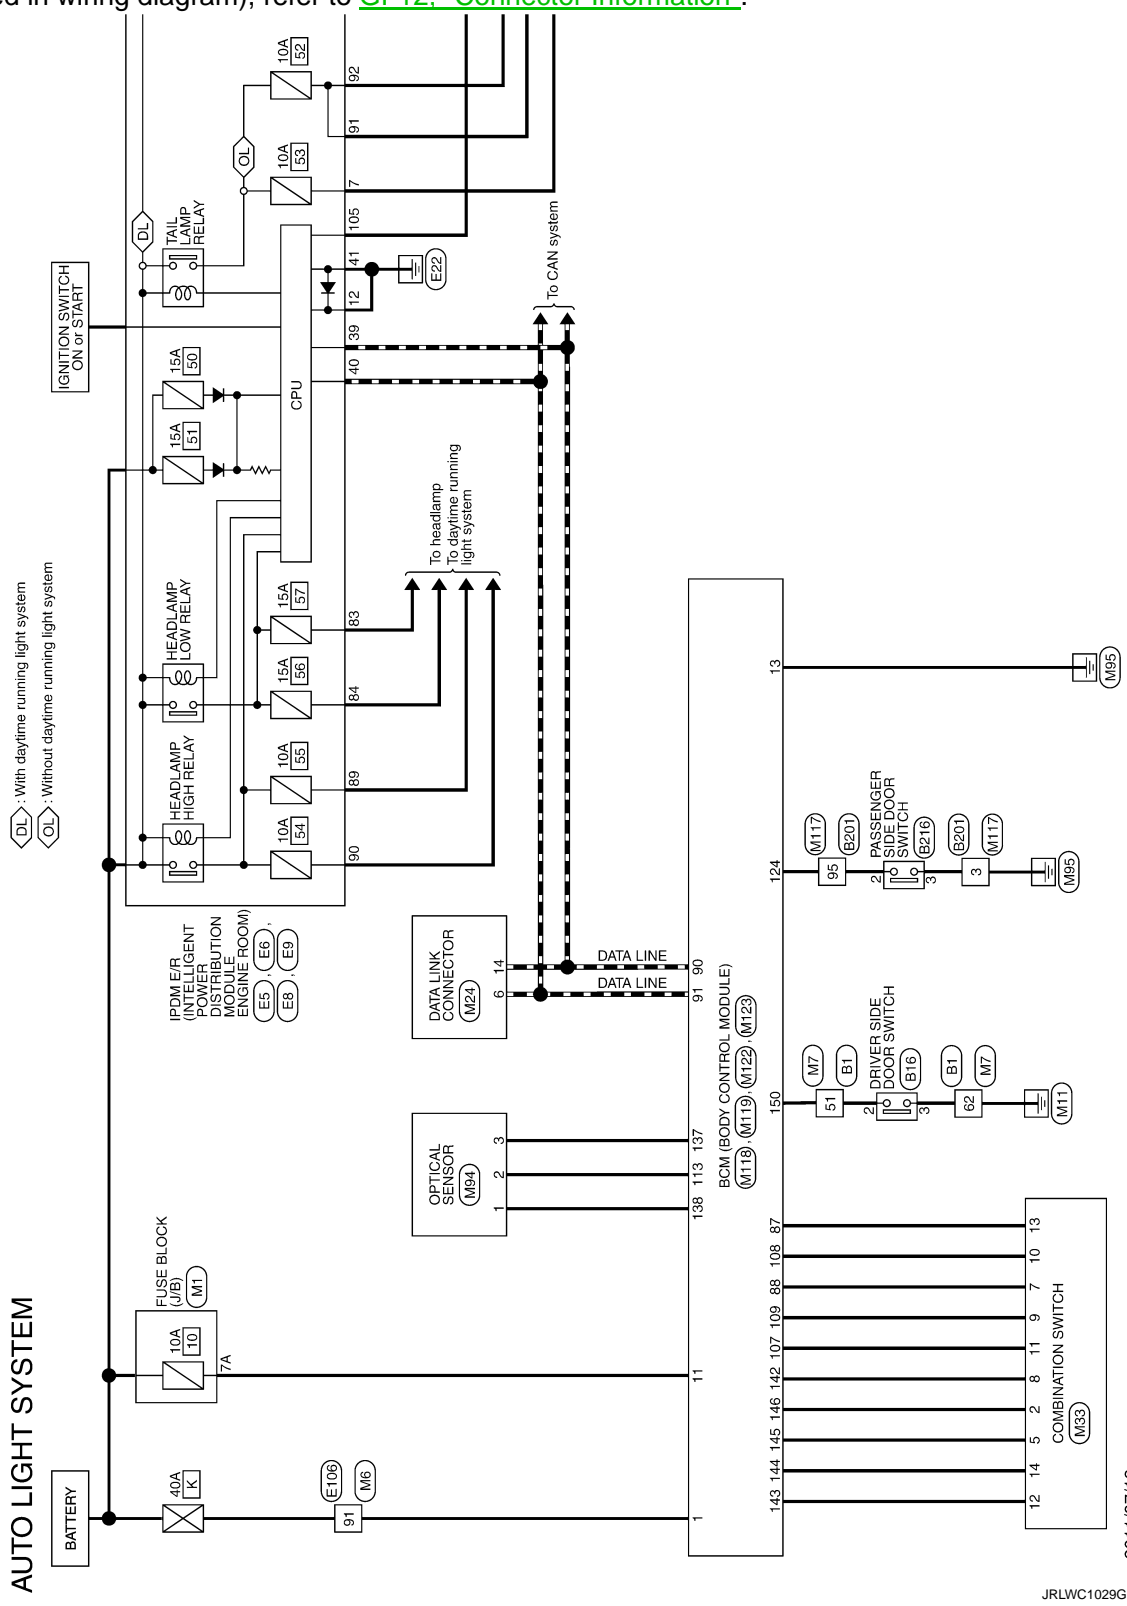 ed in wiring diagram), refer to GI-12, "Connector Information".
AUTO LIGHT SYSTEM
DL : With daytime running light system
OL : Without daytime running light system
BATTERY
IGNITION SWITCH
ON or START
40A
K
E106
91
M6
1
FUSE BLOCK
(J/B)
M1
10A
10
7A
11
IPDM E/R
(INTELLIGENT
POWER
DISTRIBUTION
MODULE
ENGINE ROOM)
E5 , E6 ,
E8 , E9
HEADLAMP
HIGH RELAY
HEADLAMP
LOW RELAY
15A
51
15A
50
TAIL
LAMP
RELAY
DL
OL
CPU
10A
54
10A
55
15A
56
15A
57
10A
53
10A
52
90
89
84
83
40
39
12
41
105
7
91
92
E22
To headlamp
To daytime running
light system
To CAN system
OPTICAL
SENSOR
M94
1
2
3
138
113
137
DATA LINK
CONNECTOR
M24
6
14
DATA LINE
DATA LINE
91
90
BCM (BODY CONTROL MODULE)
M118 , M119 , M122 , M123
143
144
145
146
142
107
109
88
108
87
150
124
13
12
14
5
2
8
11
9
7
10
13
COMBINATION SWITCH
M33
M7
51
B1
DRIVER SIDE
DOOR SWITCH
B16
2
3
B1
62
M7
M11
M117
95
B201
PASSENGER
SIDE DOOR
SWITCH
B216
2
3
B201
3
M117
M95
M95
JRLWC1029G